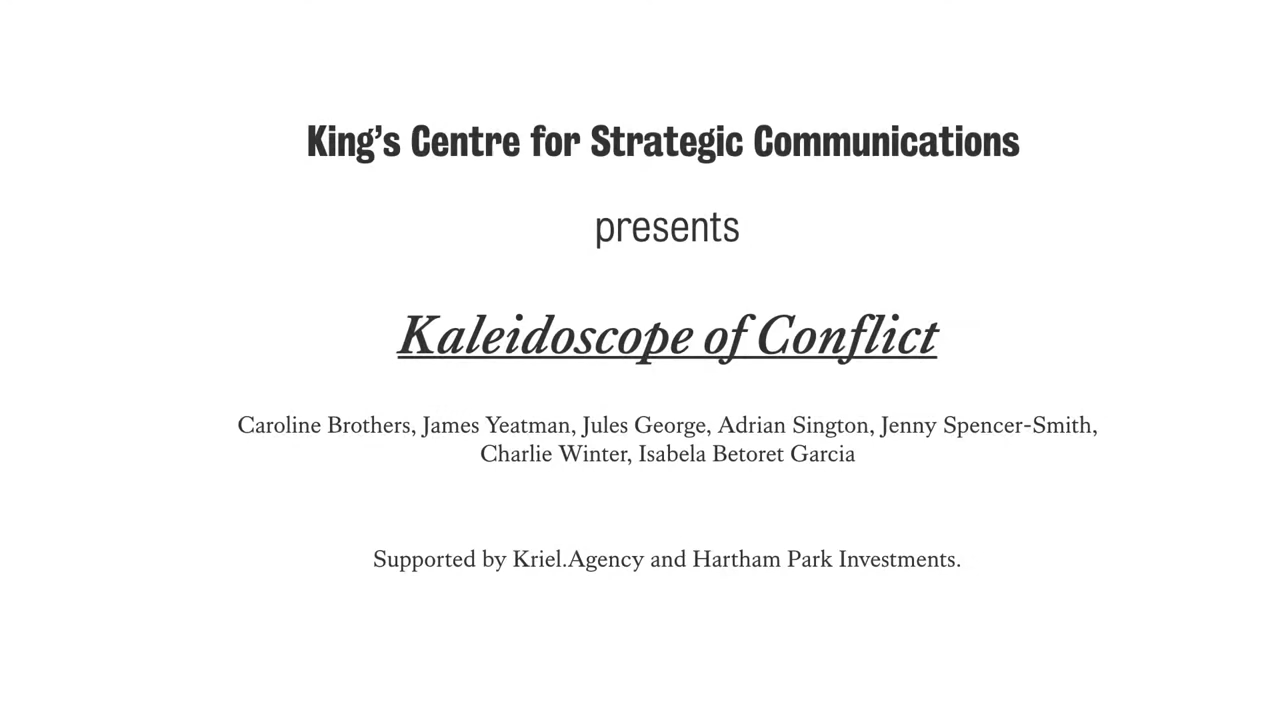 King’s Centre for Strategic Communications
presents
Kaleidoscope of Conflict
Caroline Brothers, James Yeatman, Jules George, Adrian Sington, Jenny Spencer-Smith,
Charlie Winter, Isabela Betoret Garcia
Supported by Kriel.Agency and Hartham Park Investments.